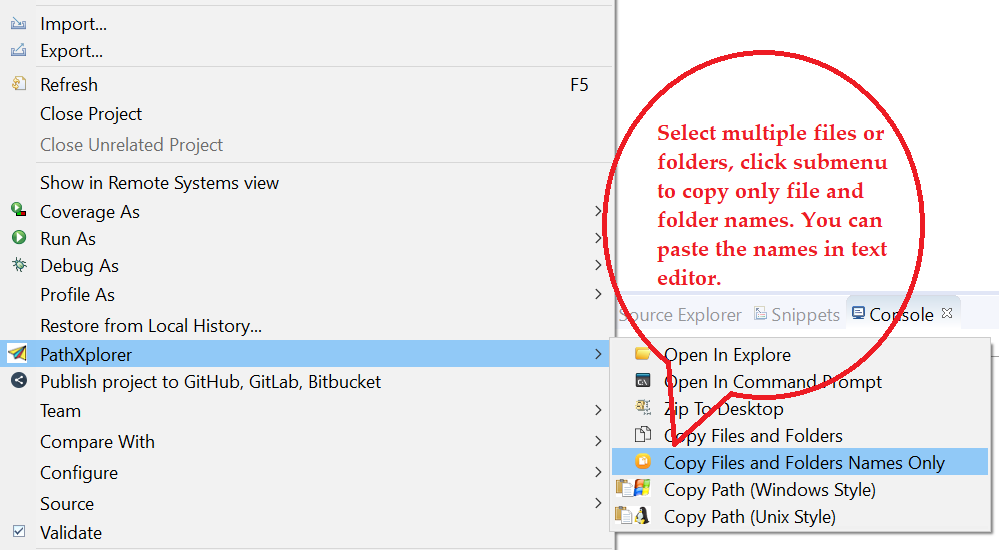 Import...
Export...
Refresh F5
Close Project
Close Unrelated Project
Show in Remote Systems view
Coverage As
Run As
Debug As
Profile As
Restore from Local History...
PathXplorer
Publish project to GitHub, GitLab, Bitbucket
Team
Compare With
Configure
Source
Validate
Select multiple files or
folders, click submenu
to copy only file and
folder names. You can
paste the names in text
editor.
Source Explorer Snippets Console
Open In Explore
Open In Command Prompt
Zip To Desktop
Copy Files and Folders
Copy Files and Folders Names Only
Copy Path (Windows Style)
Copy Path (Unix Style)